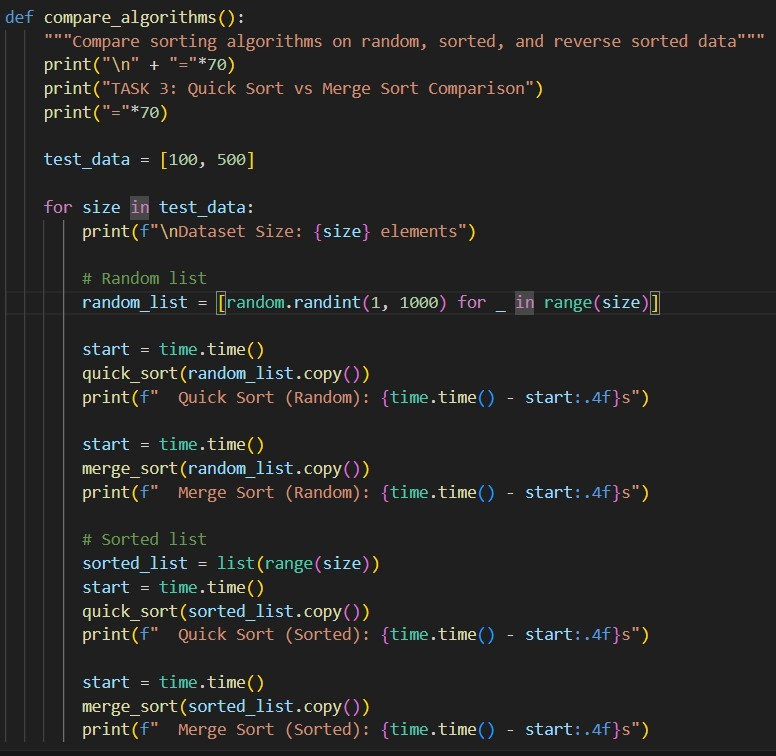 def compare_algorithms():
    """Compare sorting algorithms on random, sorted, and reverse sorted data"""
    print("\n" + "="*70)
    print("TASK 3: Quick Sort vs Merge Sort Comparison")
    print("="*70)

    test_data = [100, 500]

    for size in test_data:
        print(f"\nDataset Size: {size} elements")

        # Random list
        random_list = [random.randint(1, 1000) for _ in range(size)]

        start = time.time()
        quick_sort(random_list.copy())
        print(f"  Quick Sort (Random): {time.time() - start:.4f}s")

        start = time.time()
        merge_sort(random_list.copy())
        print(f"  Merge Sort (Random): {time.time() - start:.4f}s")

        # Sorted list
        sorted_list = list(range(size))
        start = time.time()
        quick_sort(sorted_list.copy())
        print(f"  Quick Sort (Sorted): {time.time() - start:.4f}s")

        start = time.time()
        merge_sort(sorted_list.copy())
        print(f"  Merge Sort (Sorted): {time.time() - start:.4f}s")